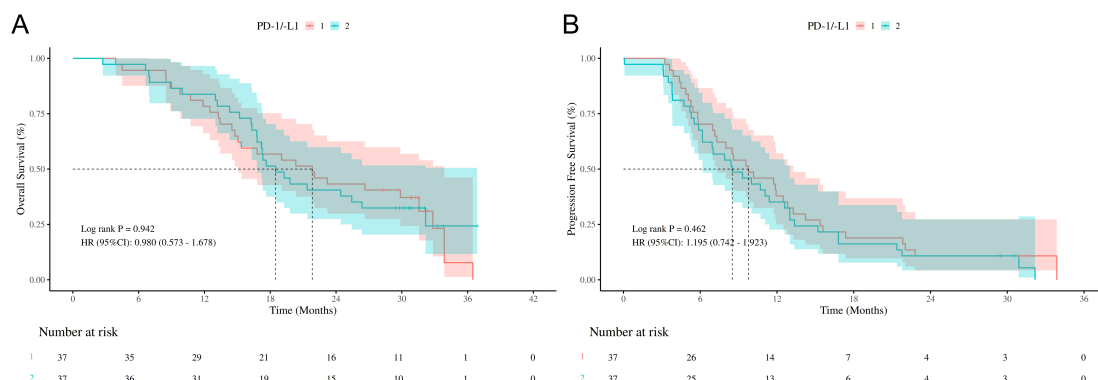 A
PD-1/-L1 1 2
Overall Survival (%)
1.00
0.75
0.50
0.25
0.00
Log rank P = 0.942
HR (95%CI): 0.980 (0.573 - 1.678)
0 6 12 18 24 30 36 42
Time (Months)
Number at risk
1 37 35 29 21 16 11 1 0
2 37 36 31 19 15 10 1 0
B
PD-1/-L1 1 2
Progression Free Survival (%)
1.00
0.75
0.50
0.25
0.00
Log rank P = 0.462
HR (95%CI): 1.195 (0.742 - 1.923)
0 6 12 18 24 30 36
Time (Months)
Number at risk
1 37 26 14 7 4 3 0
2 37 25 13 6 4 3 0